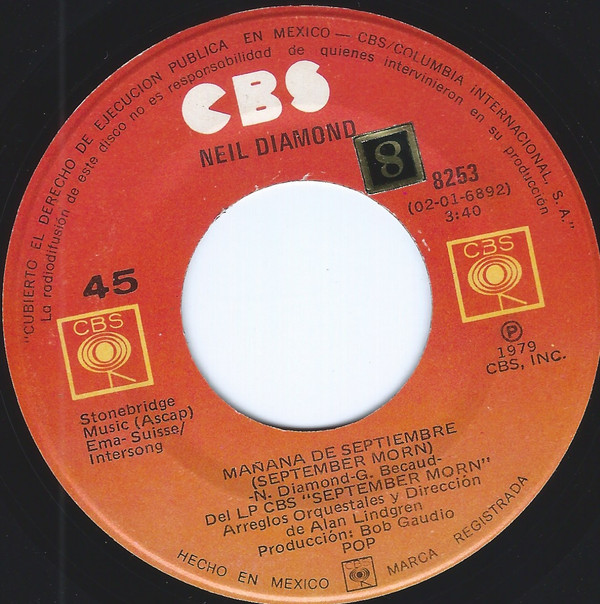 "CUBIERTO EL DERECHO DE EJECUCION PUBLICA EN MEXICO — CBS/COLUMBIA INTERNACIONAL, S.A."
La radiodifusión de este disco no es responsabilidad de quienes intervinieron en su producción
CBS
NEIL DIAMOND
8
8253
(02-01-6892)
3:40
45
CBS
CBS
Ⓟ
1979
CBS, INC.
Stonebridge
Music (Ascap)
Ema- Suisse/
Intersong
MAÑANA DE SEPTIEMBRE
(SEPTEMBER MORN)
-N. Diamond-G. Becaud-
Del LP CBS "SEPTEMBER MORN"
Arreglos Orquestales y Dirección
de Alan Lindgren
Producción: Bob Gaudio
POP
HECHO EN MEXICO CBS MARCA REGISTRADA